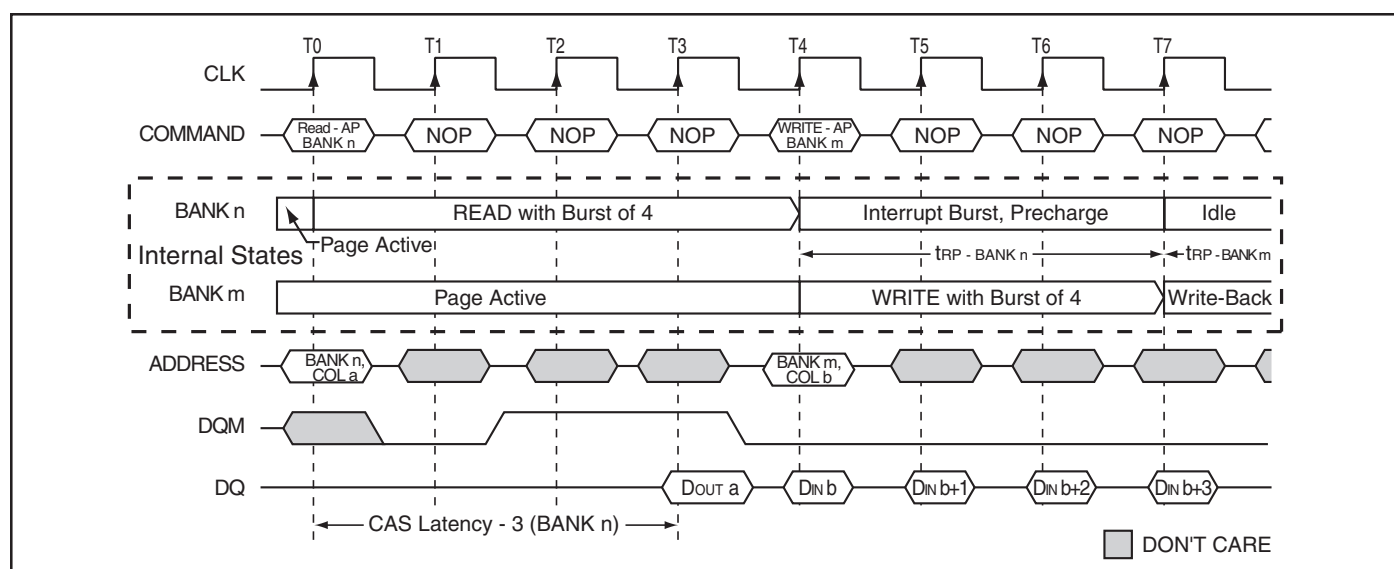 T0 T1 T2 T3 T4 T5 T6 T7
CLK
COMMAND Read - AP BANK n NOP NOP NOP WRITE - AP BANK m NOP NOP NOP
BANK n READ with Burst of 4 Interrupt Burst, Precharge Idle
Page Active tRP - BANK n tRP - BANK m
Internal States
BANK m Page Active WRITE with Burst of 4 Write-Back
ADDRESS BANK n, COL a BANK m, COL b
DQM
DQ DOUT a DIN b DIN b+1 DIN b+2 DIN b+3
CAS Latency - 3 (BANK n)
DON'T CARE